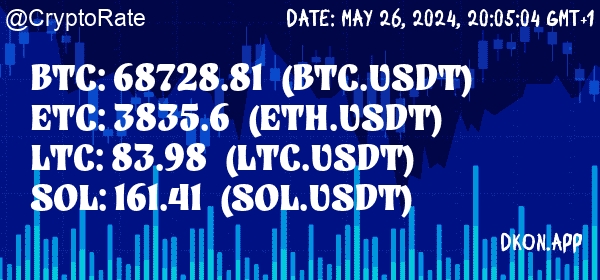 @CryptoRate
DATE: MAY 26, 2024, 20:05:04 GMT+1
BTC: 68728.81 (BTC.USDT)
ETC: 3835.6 (ETH.USDT)
LTC: 83.98 (LTC.USDT)
SOL: 161.41 (SOL.USDT)
DKON.APP